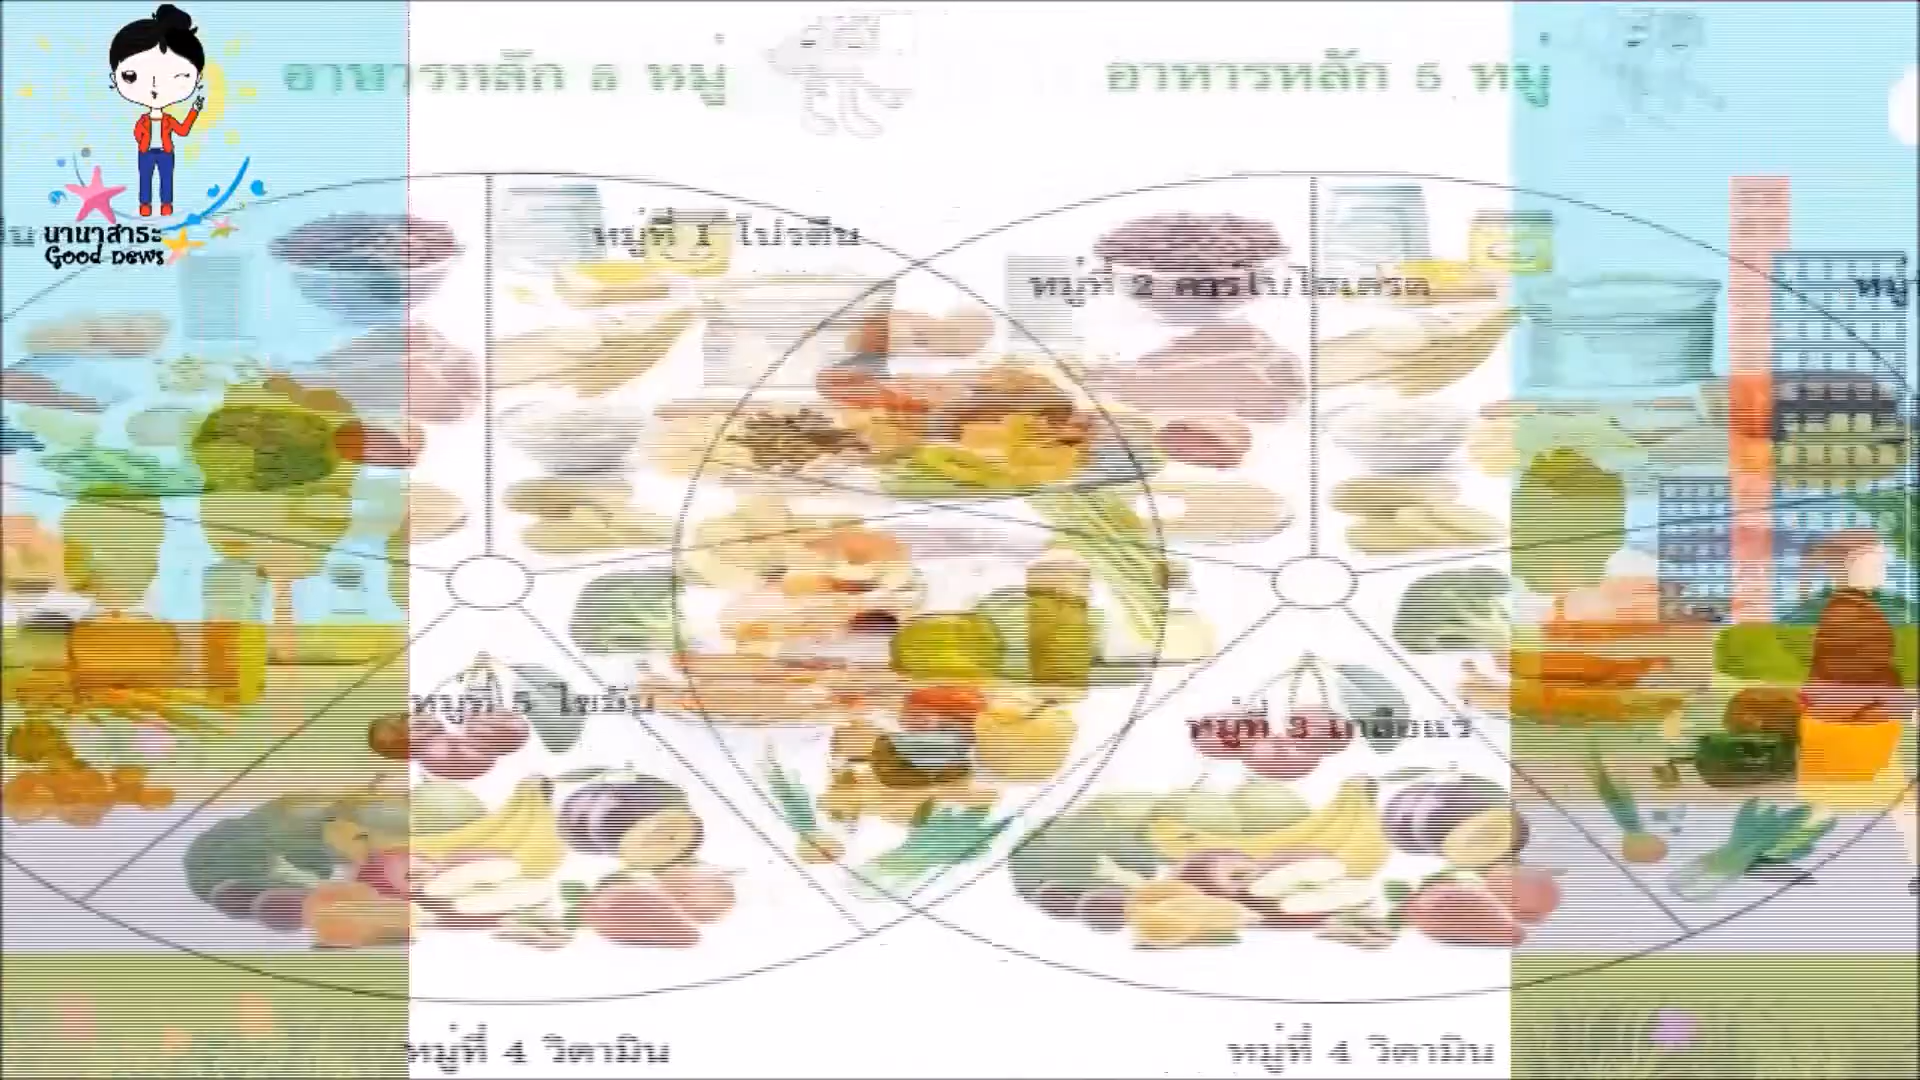 อาหารหลัก 5 หมู่
อาหารหลัก 5 หมู่
นานาสาระ
Good news
หมู่ที่ 1 โปรตีน
หมู่ที่ 2 คาร์โบไฮเดรต
หมู่
หมู่ที่ 5 ไขมัน
หมู่ที่ 3 เกลือแร่
หมู่ที่ 4 วิตามิน
หมู่ที่ 4 วิตามิน